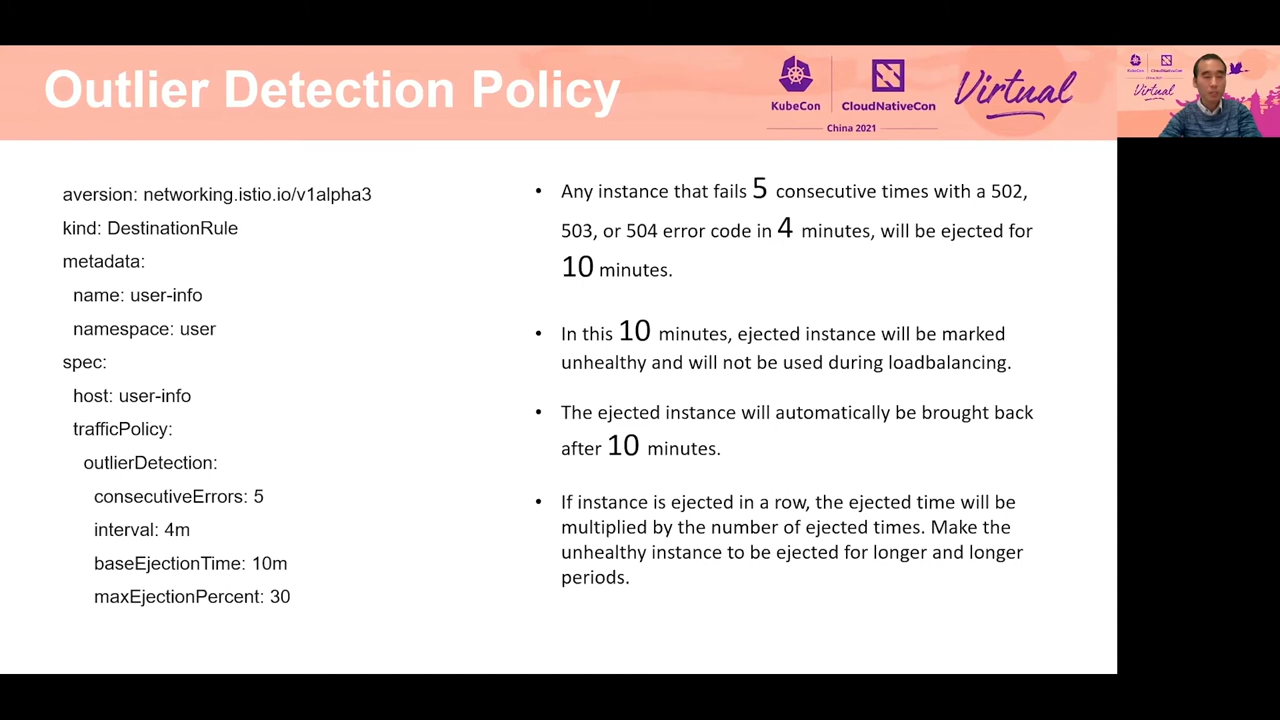 Outlier Detection Policy
KubeCon
CloudNativeCon
China 2021
Virtual
KubeCon
CloudNativeCon
China 2021
Virtual
aversion: networking.istio.io/v1alpha3
kind: DestinationRule
metadata:
name: user-info
namespace: user
spec:
host: user-info
trafficPolicy:
outlierDetection:
consecutiveErrors: 5
interval: 4m
baseEjectionTime: 10m
maxEjectionPercent: 30
• Any instance that fails 5 consecutive times with a 502,
503, or 504 error code in 4 minutes, will be ejected for
10 minutes.
• In this 10 minutes, ejected instance will be marked
unhealthy and will not be used during loadbalancing.
• The ejected instance will automatically be brought back
after 10 minutes.
• If instance is ejected in a row, the ejected time will be
multiplied by the number of ejected times. Make the
unhealthy instance to be ejected for longer and longer
periods.